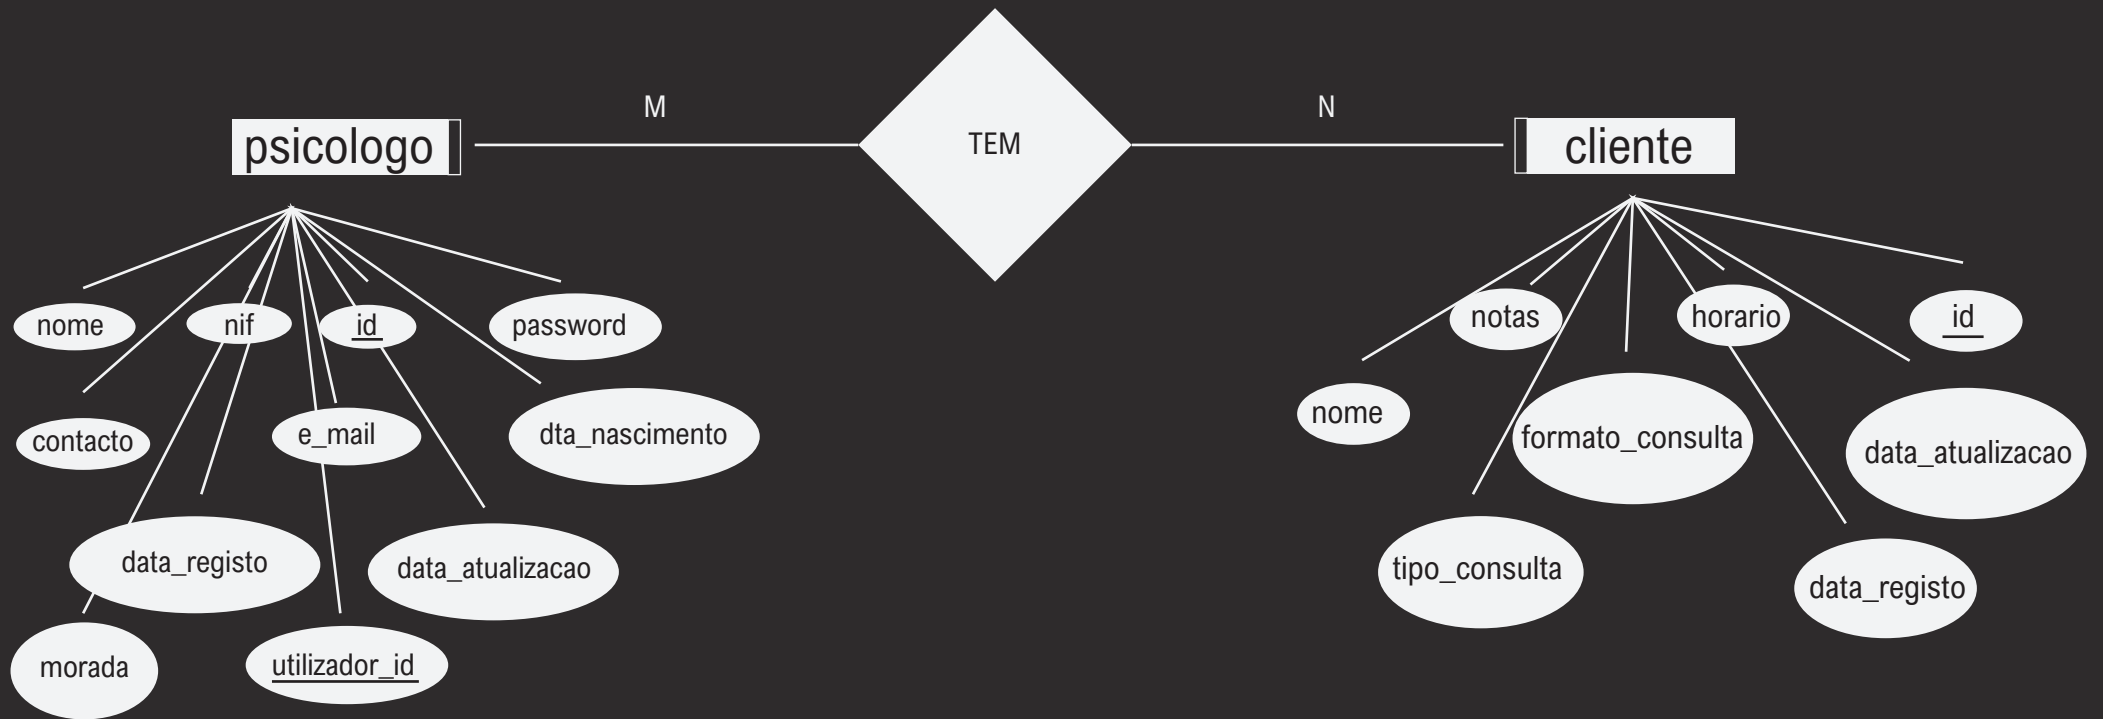 M
N
psicologo
TEM
cliente
nome
nif
id
password
notas
horario
id
contacto
e_mail
dta_nascimento
nome
formato_consulta
data_atualizacao
data_registo
data_atualizacao
tipo_consulta
data_registo
morada
utilizador_id